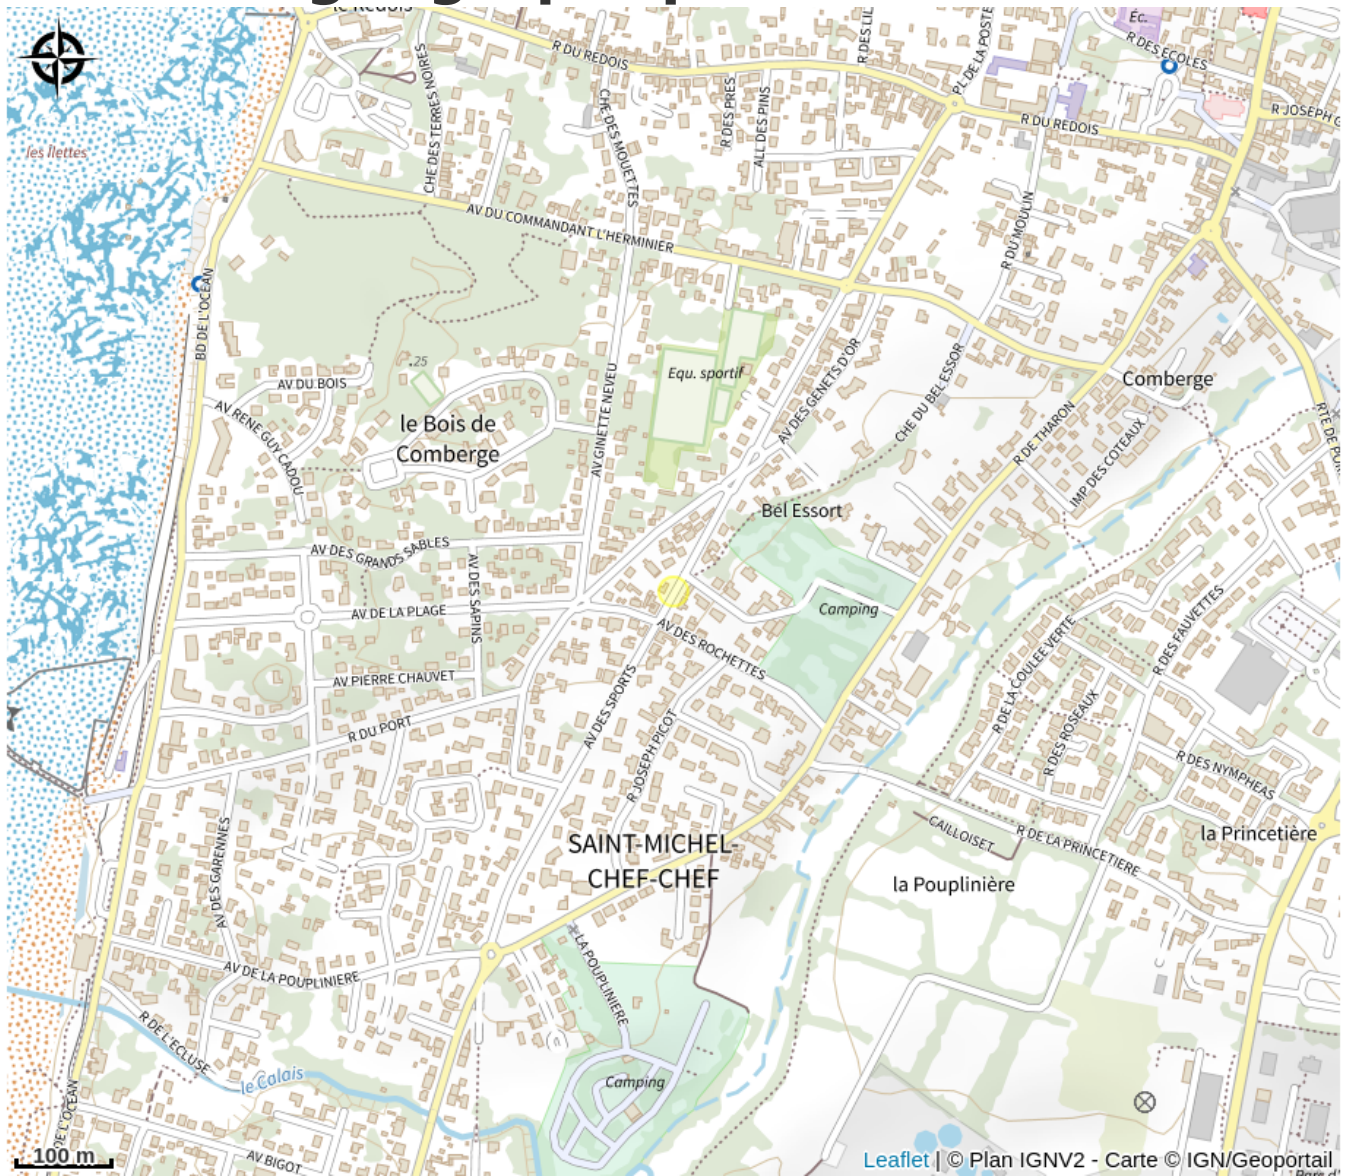 le Redois
Éc.
R DES ECOLES
R DU REDOIS
CHE DES TERRES NOIRES
CHE DES MOUETTES
R DES PRES
ALL DES PINS
PL DE LA POSTE
R DU REDOIS
R JOSEPH
les Ilettes
AV DU COMMANDANT L'HERMINIER
R DU MOULIN
BD DE L'OCEAN
.25
AV DU BOIS
Equ. sportif
AV DES GENETS D'OR
CHE DU BEL ESSOR
Comberge
AV RENE GUY CADOU
le Bois de
Comberge
AV GINETTE NEVEU
R DE THARON
IMP DES COTEAUX
Bel Essort
AV DES GRANDS SABLES
AV DES SAPINS
AV DE LA PLAGE
Camping
AV DES ROCHETTES
R DE LA COULEE VERTE
R DES FAUVETTES
AV PIERRE CHAUVET
R DU PORT
AV DES SPORTS
R JOSEPH PICOT
R DES ROSEAUX
R DES NYMPHEAS
SAINT-MICHEL-
CHEF-CHEF
CAILLOISET
R DE LA PRINCETIERE
la Princetière
la Pouplinière
AV DES GARENNES
AV DE LA POUPLINIERE
LA POUPLINIERE
R DE L'ECLUSE
le Calais
Camping
DE L'OCEAN
AV BIGOT
100 m
Leaflet | © Plan IGNV2 - Carte © IGN/Geoportail